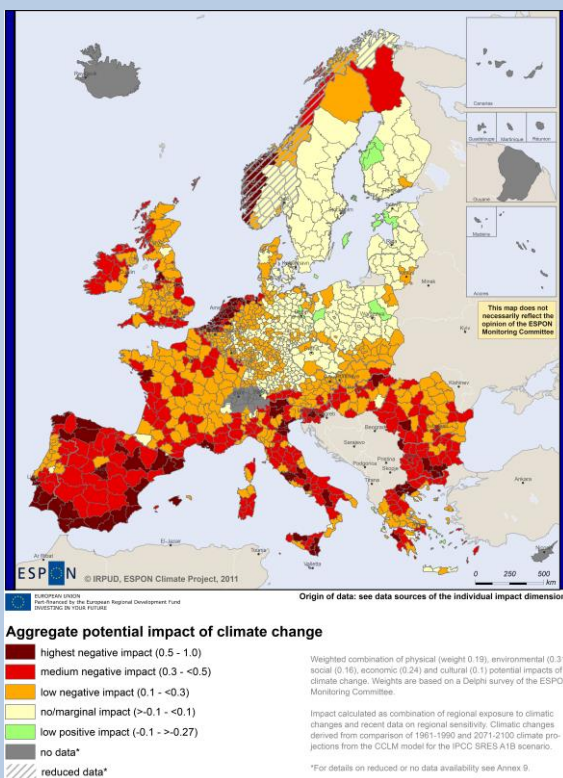 Reykjavik
Canarias
Guadeloupe Martinique Réunion
Guyane
Madeira
Acores
This map does
not
necessarily reflect the
opinion of the ESPON
Monitoring Committee
Minsk
Kyiv
Sarajevo
Podgorica
Skopje
Ankara
Ar Ribat
El-Jazair
Tunis
Valletta
ESPON © IRPUD, ESPON Climate Project, 2011
0 250 500
km
EUROPEAN UNION
Part-financed by the European Regional Development Fund
INVESTING IN YOUR FUTURE
Origin of data: see data sources of the individual impact dimension
Aggregate potential impact of climate change
highest negative impact (0.5 - 1.0)
medium negative impact (0.3 - <0.5)
low negative impact (0.1 - <0.3)
no/marginal impact (>-0.1 - <0.1)
low positive impact (-0.1 - >-0.27)
no data*
reduced data*
Weighted combination of physical (weight 0.19), environmental (0.31
social (0.16), economic (0.24) and cultural (0.1) potential impacts of
climate change. Weights are based on a Delphi survey of the ESPO
Monitoring Committee.
Impact calculated as combination of regional exposure to climatic
changes and recent data on regional sensitivity. Climatic changes
derived from comparison of 1961-1990 and 2071-2100 climate pro-
jections from the CCLM model for the IPCC SRES A1B scenario.
*For details on reduced or no data availability see Annex 9.